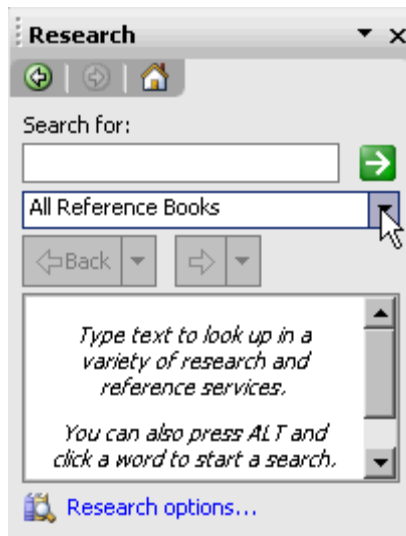 Research
Search for:
All Reference Books
Back
Type text to look up in a
variety of research and
reference services.
You can also press ALT and
click a word to start a search.
Research options...